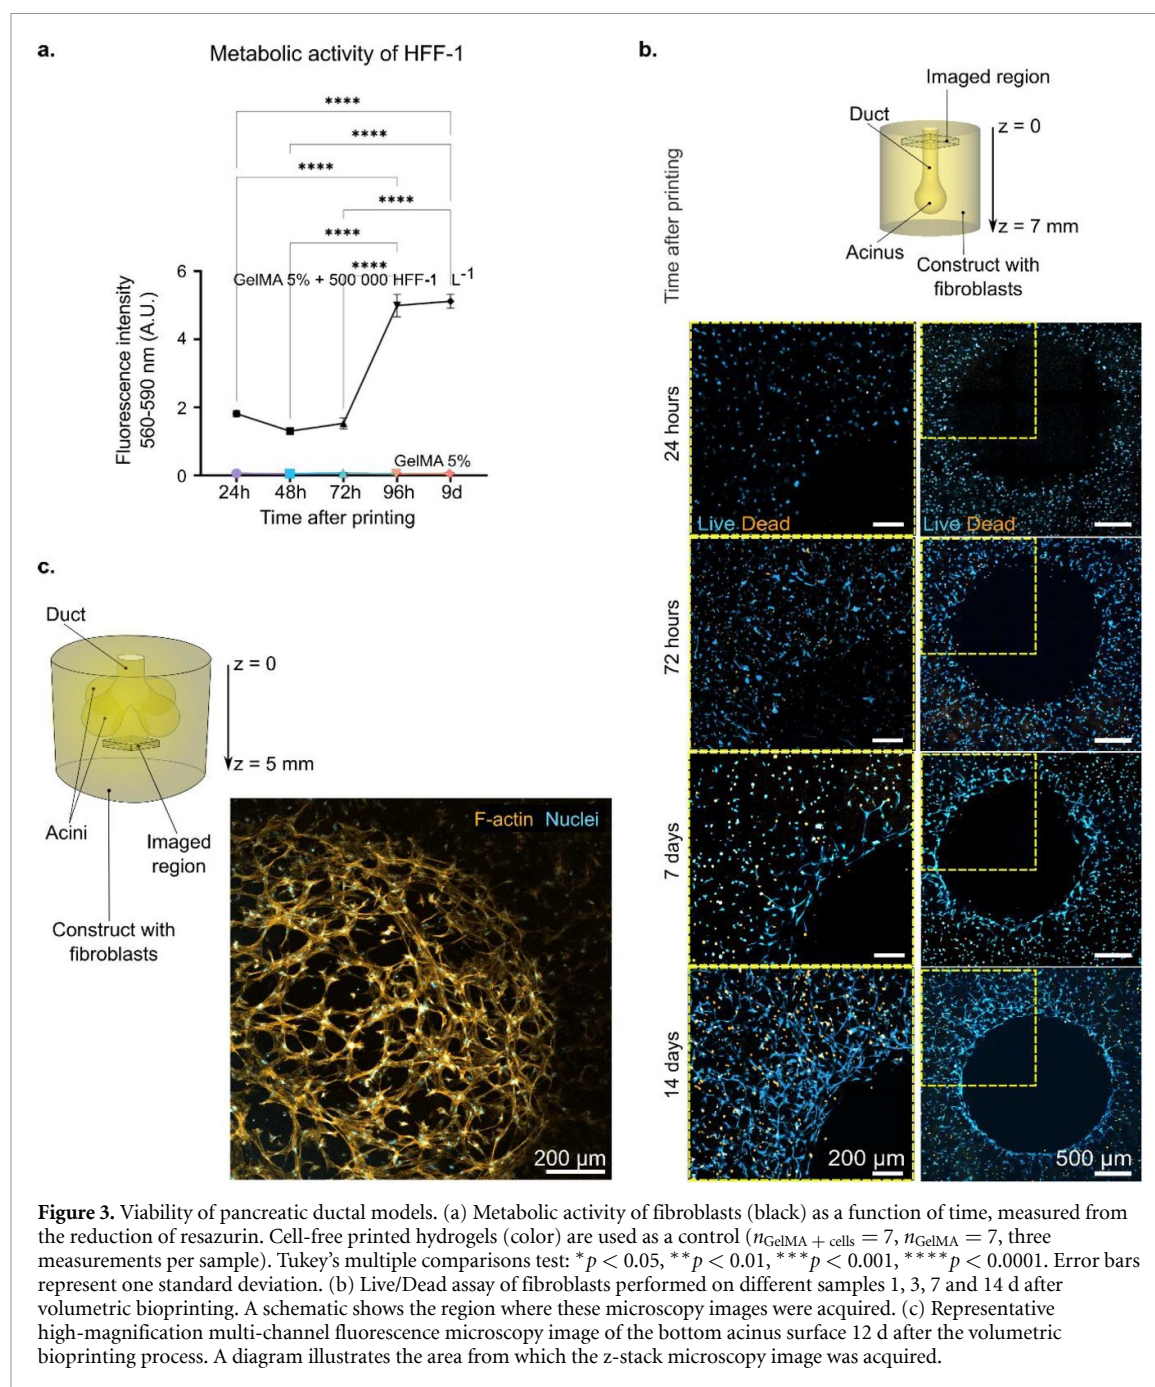 a.
Metabolic activity of HFF-1
****
****
****
****
****
****
GelMA 5% + 500 000 HFF-1 L-1
6
4
2
0
Fluorescence intensity
560-590 nm (A.U.)
GelMA 5%
24h 48h 72h 96h 9d
Time after printing
b.
Imaged region
Duct
z = 0
z = 7 mm
Acinus
Construct with
fibroblasts
Time after printing
24 hours
Live Dead
Live Dead
72 hours
7 days
14 days
200 µm
500 µm
c.
Duct
z = 0
z = 5 mm
Acini
Imaged
region
Construct with
fibroblasts
F-actin Nuclei
200 µm
Figure 3. Viability of pancreatic ductal models. (a) Metabolic activity of fibroblasts (black) as a function of time, measured from
the reduction of resazurin. Cell-free printed hydrogels (color) are used as a control (nGelMA + cells = 7, nGelMA = 7, three
measurements per sample). Tukey's multiple comparisons test: *p < 0.05, **p < 0.01, ***p < 0.001, ****p < 0.0001. Error bars
represent one standard deviation. (b) Live/Dead assay of fibroblasts performed on different samples 1, 3, 7 and 14 d after
volumetric bioprinting. A schematic shows the region where these microscopy images were acquired. (c) Representative
high-magnification multi-channel fluorescence microscopy image of the bottom acinus surface 12 d after the volumetric
bioprinting process. A diagram illustrates the area from which the z-stack microscopy image was acquired.